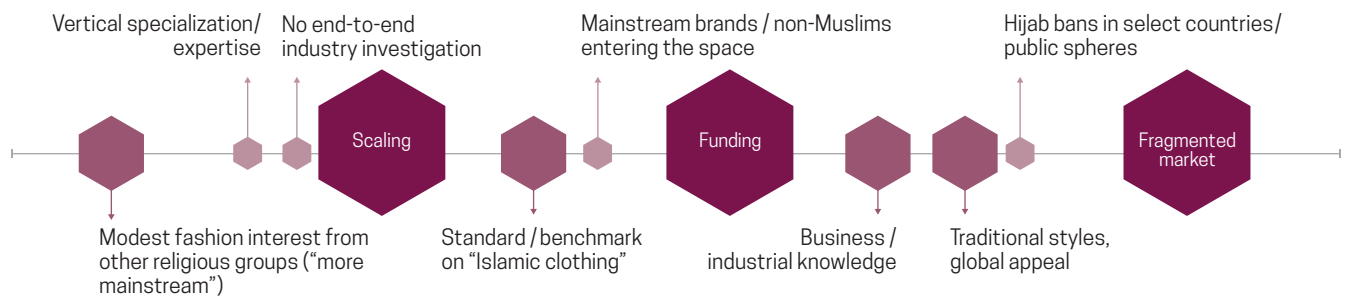 Vertical specialization/
expertise
No end-to-end
industry investigation
Mainstream brands / non-Muslims
entering the space
Hijab bans in select countries/
public spheres
Scaling
Funding
Fragmented
market
Modest fashion interest from
other religious groups (“more
mainstream”)
Standard / benchmark
on “Islamic clothing”
Business /
industrial knowledge
Traditional styles,
global appeal